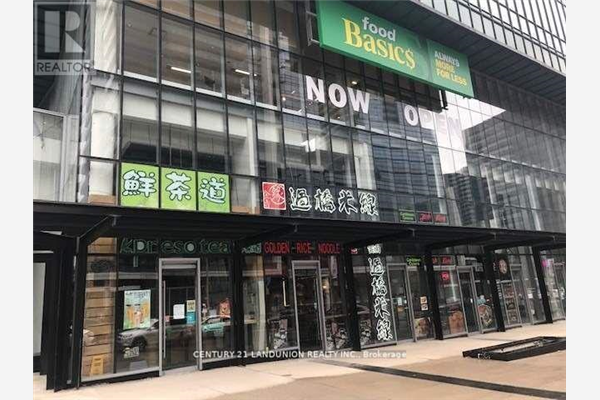 REALTOR
food
Basics
ALWAYS
MORE
FOR LESS
NOW OPEN
鮮茶道
過橋米線
presotea
GOLDEN RICE NOODLE
過橋米線
CENTURY 21 LANDUNION REALTY INC., Brokerage